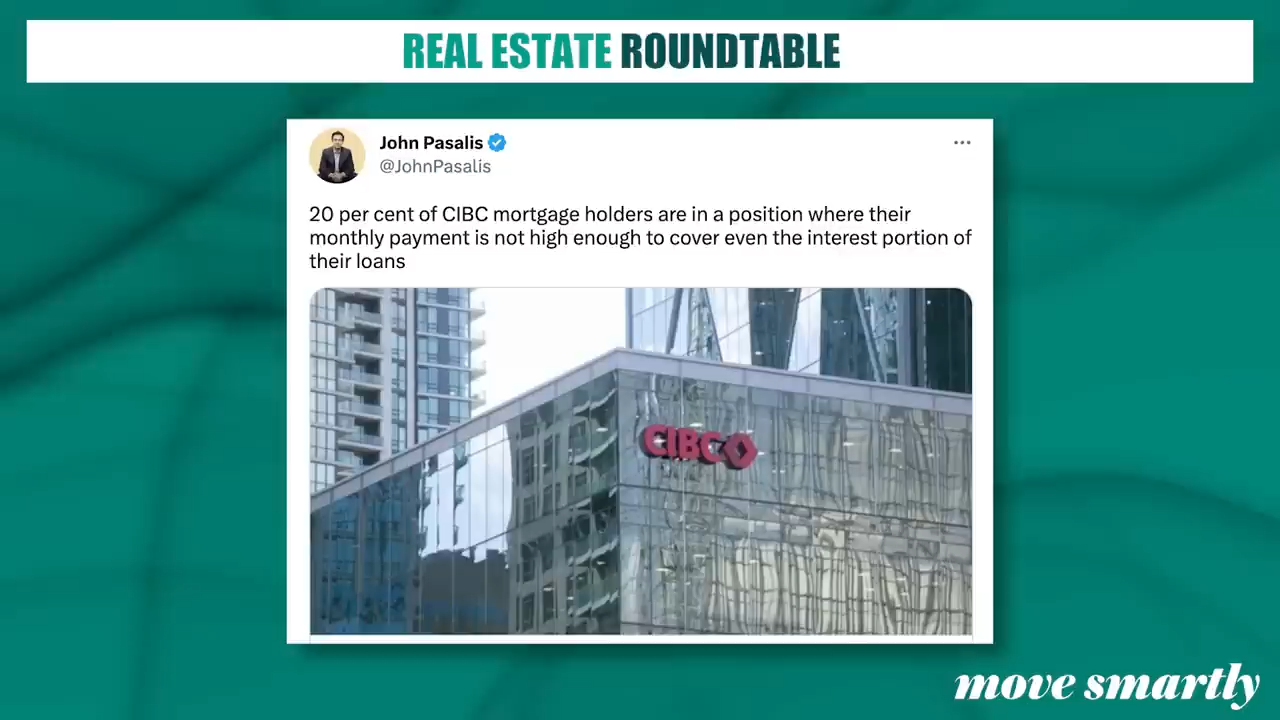 REAL ESTATE ROUNDTABLE
John Pasalis
@JohnPasalis
20 per cent of CIBC mortgage holders are in a position where their
monthly payment is not high enough to cover even the interest portion of
their loans
CIBC
move smartly